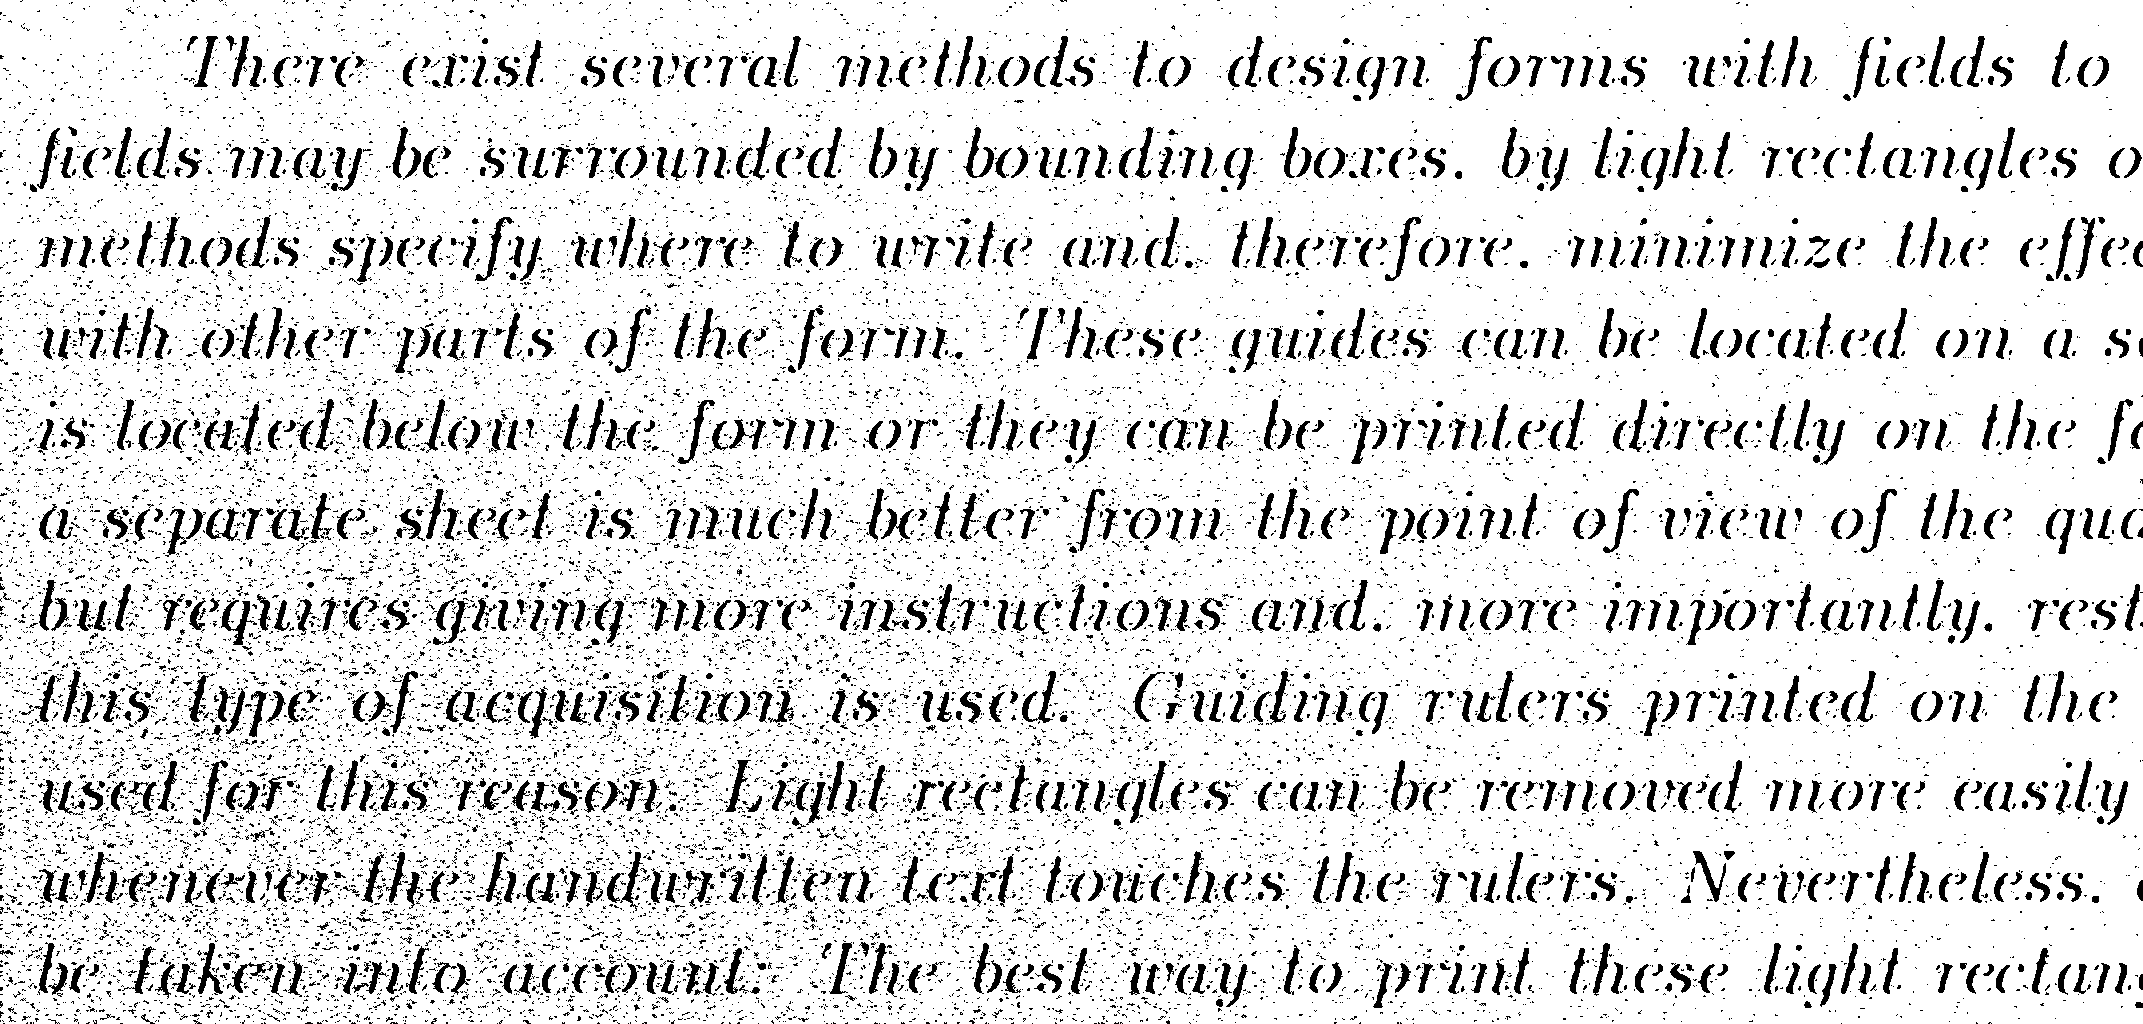 There exist several methods to design forms with fields to
fields may be surrounded by bounding boxes. by light rectangles o
methods specify where to write and. therefore. minimize the effec
with other parts of the form. These guides can be located on a se
is located below the form or they can be printed directly on the fo
a separate sheet is much better from the point of view of the qua
but requires giving more instructions and. more importantly. rest
this type of acquisition is used. Guiding rulers printed on the
used for this reason. Light rectangles can be removed more easily
whenever the handwritten text touches the rulers. Nevertheless.
be taken into account: The best way to print these light rectang